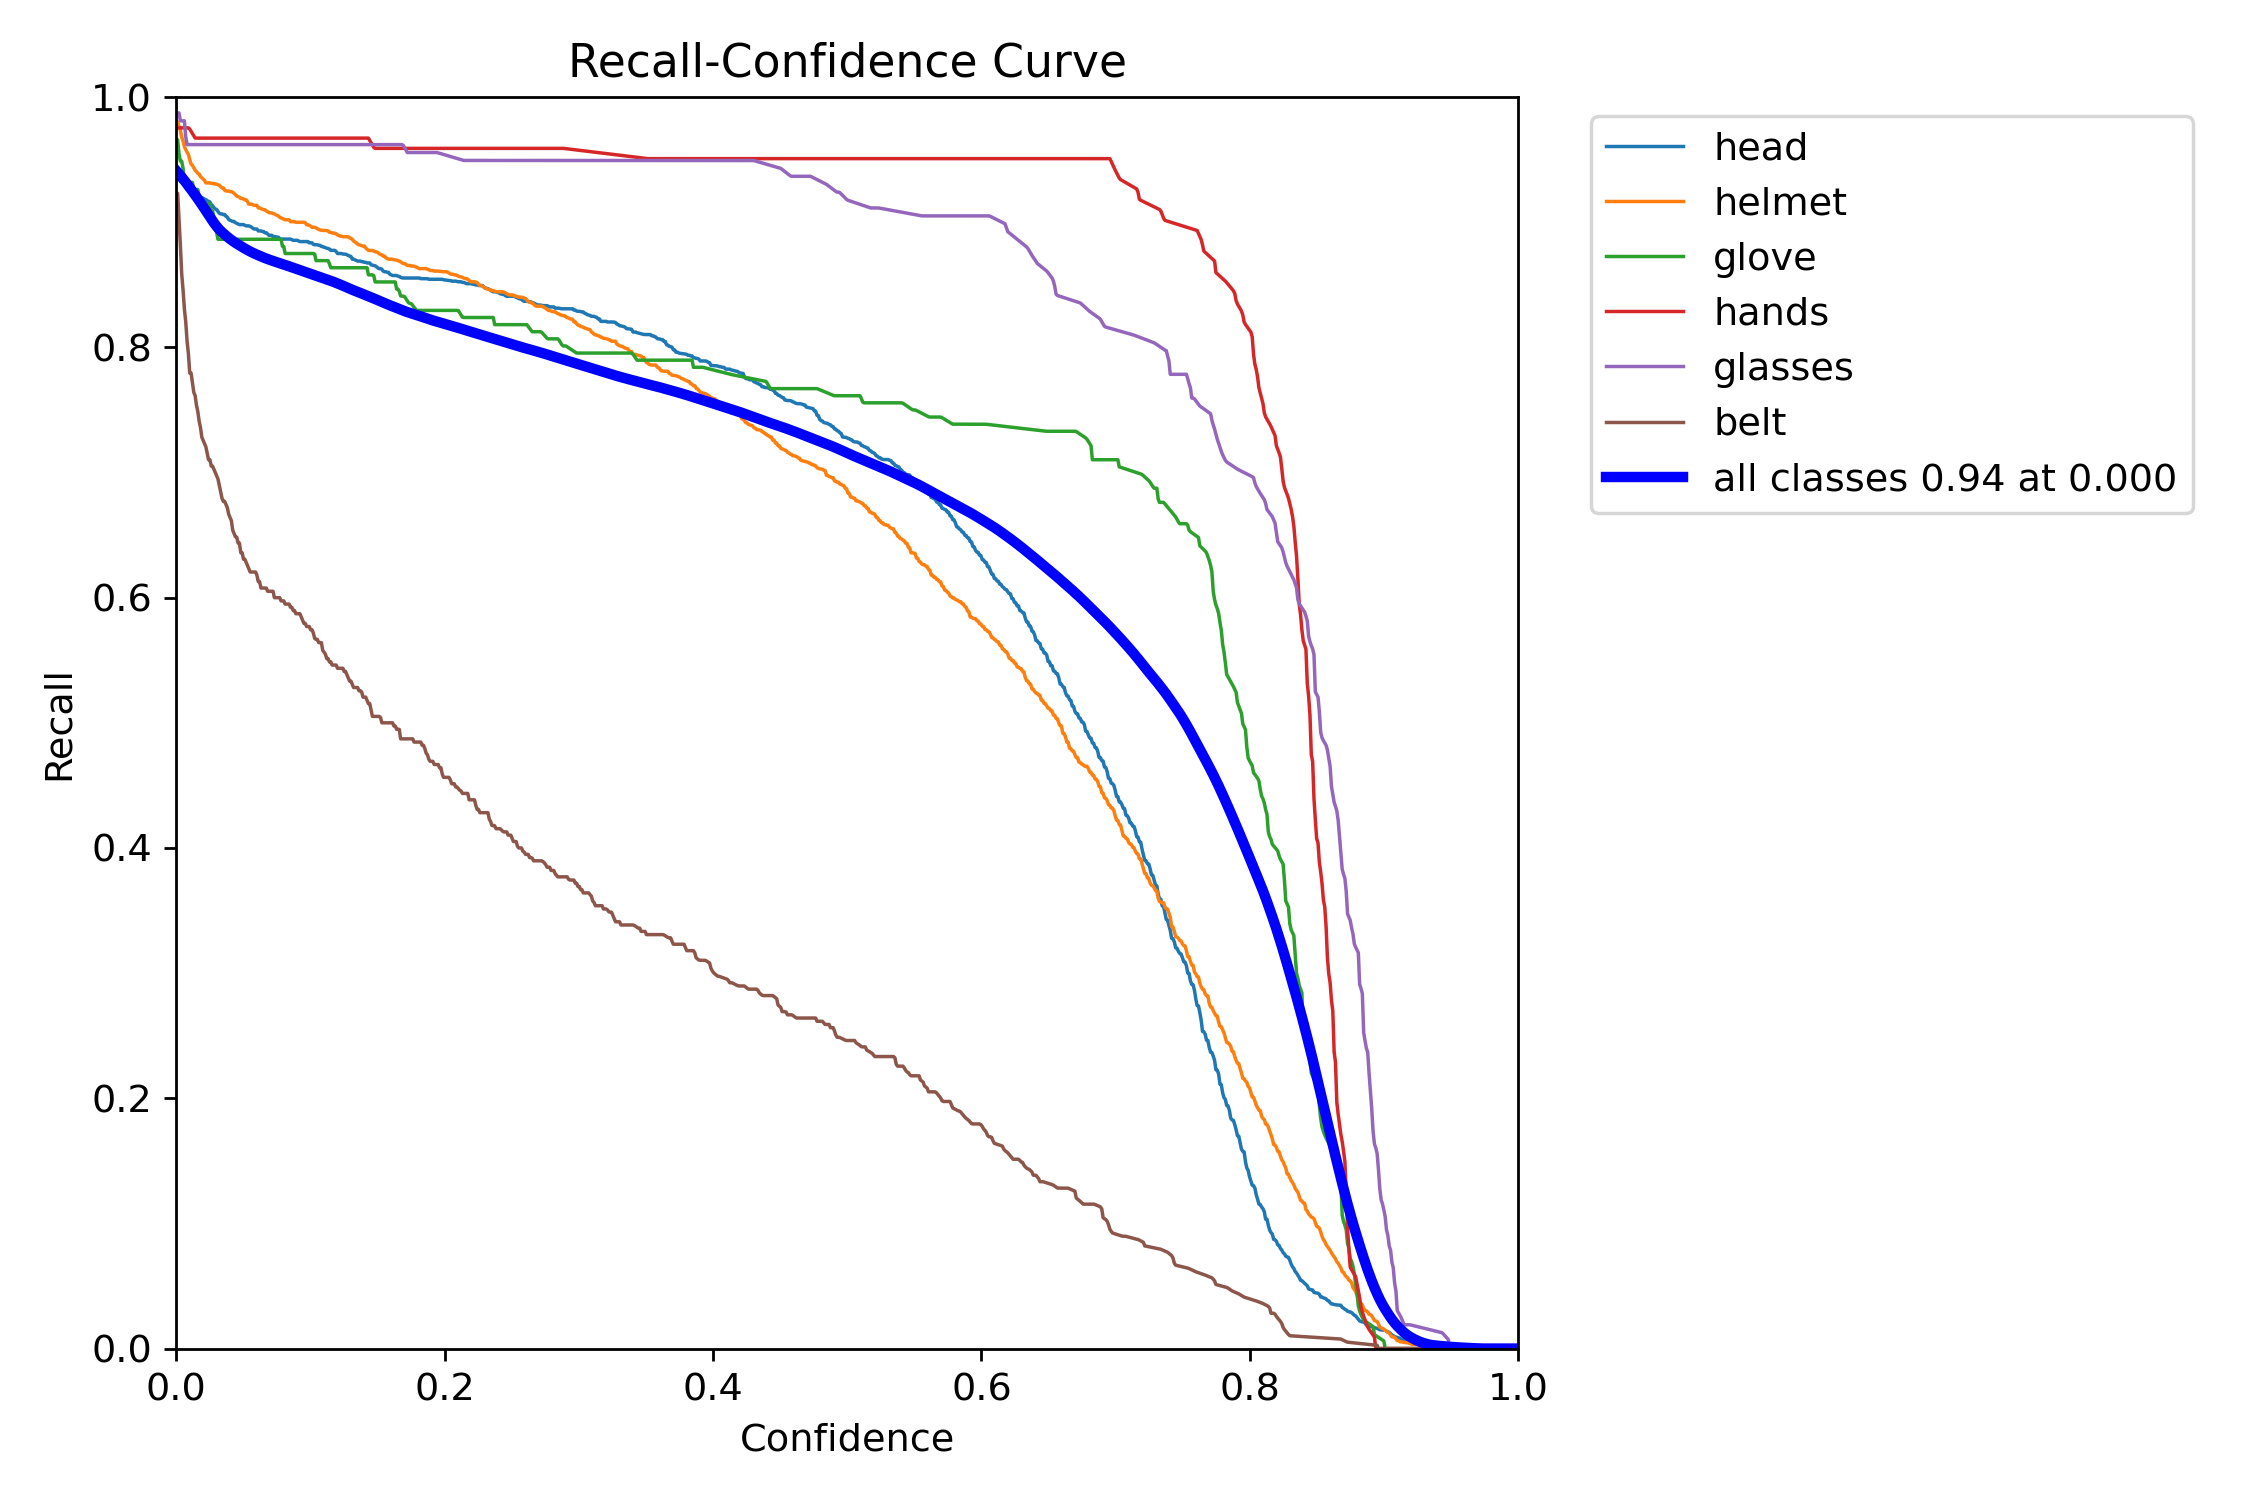 Recall-Confidence Curve
1.0
0.8
0.6
0.4
0.2
0.0
Recall
0.0 0.2 0.4 0.6 0.8 1.0
Confidence
head
helmet
glove
hands
glasses
belt
all classes 0.94 at 0.000